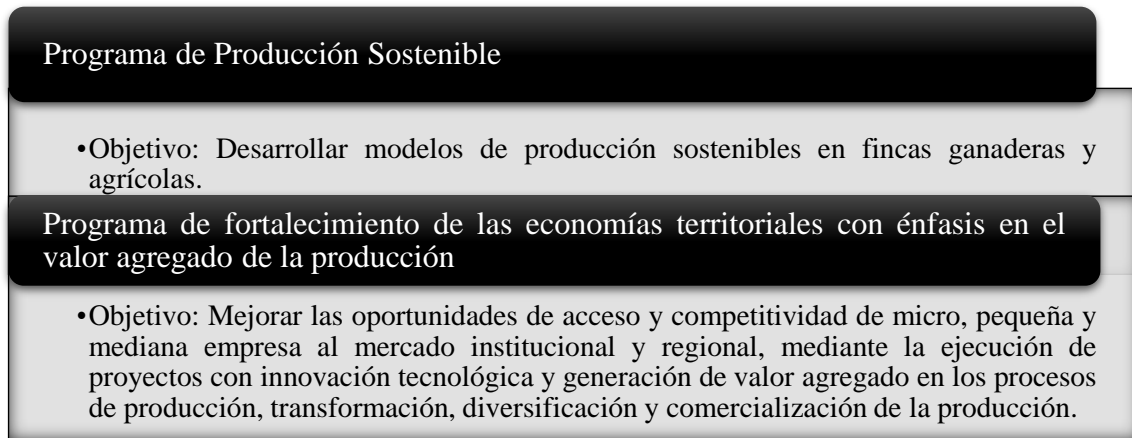 Programa de Producción Sostenible
•Objetivo: Desarrollar modelos de producción sostenibles en fincas ganaderas y
agrícolas.
Programa de fortalecimiento de las economías territoriales con énfasis en el
valor agregado de la producción
•Objetivo: Mejorar las oportunidades de acceso y competitividad de micro, pequeña y
mediana empresa al mercado institucional y regional, mediante la ejecución de
proyectos con innovación tecnológica y generación de valor agregado en los procesos
de producción, transformación, diversificación y comercialización de la producción.